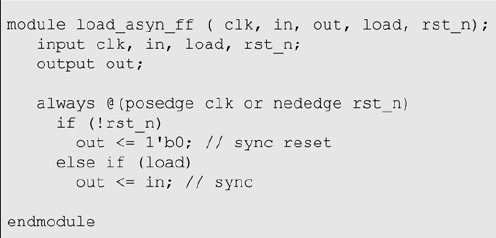 module load_asyn_ff ( clk, in, out, load, rst_n);
input clk, in, load, rst_n;
output out;
always @(posedge clk or nededge rst_n)
if (!rst_n)
out <= 1'b0; // sync reset
else if (load)
out <= in; // sync
endmodule